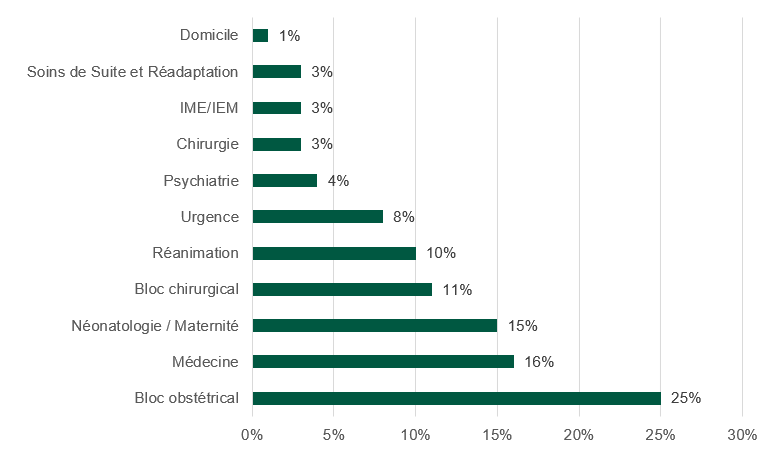 Domicile 1%
Soins de Suite et Réadaptation 3%
IME/IEM 3%
Chirurgie 3%
Psychiatrie 4%
Urgence 8%
Réanimation 10%
Bloc chirurgical 11%
Néonatologie / Maternité 15%
Médecine 16%
Bloc obstétrical 25%
0% 5% 10% 15% 20% 25% 30%